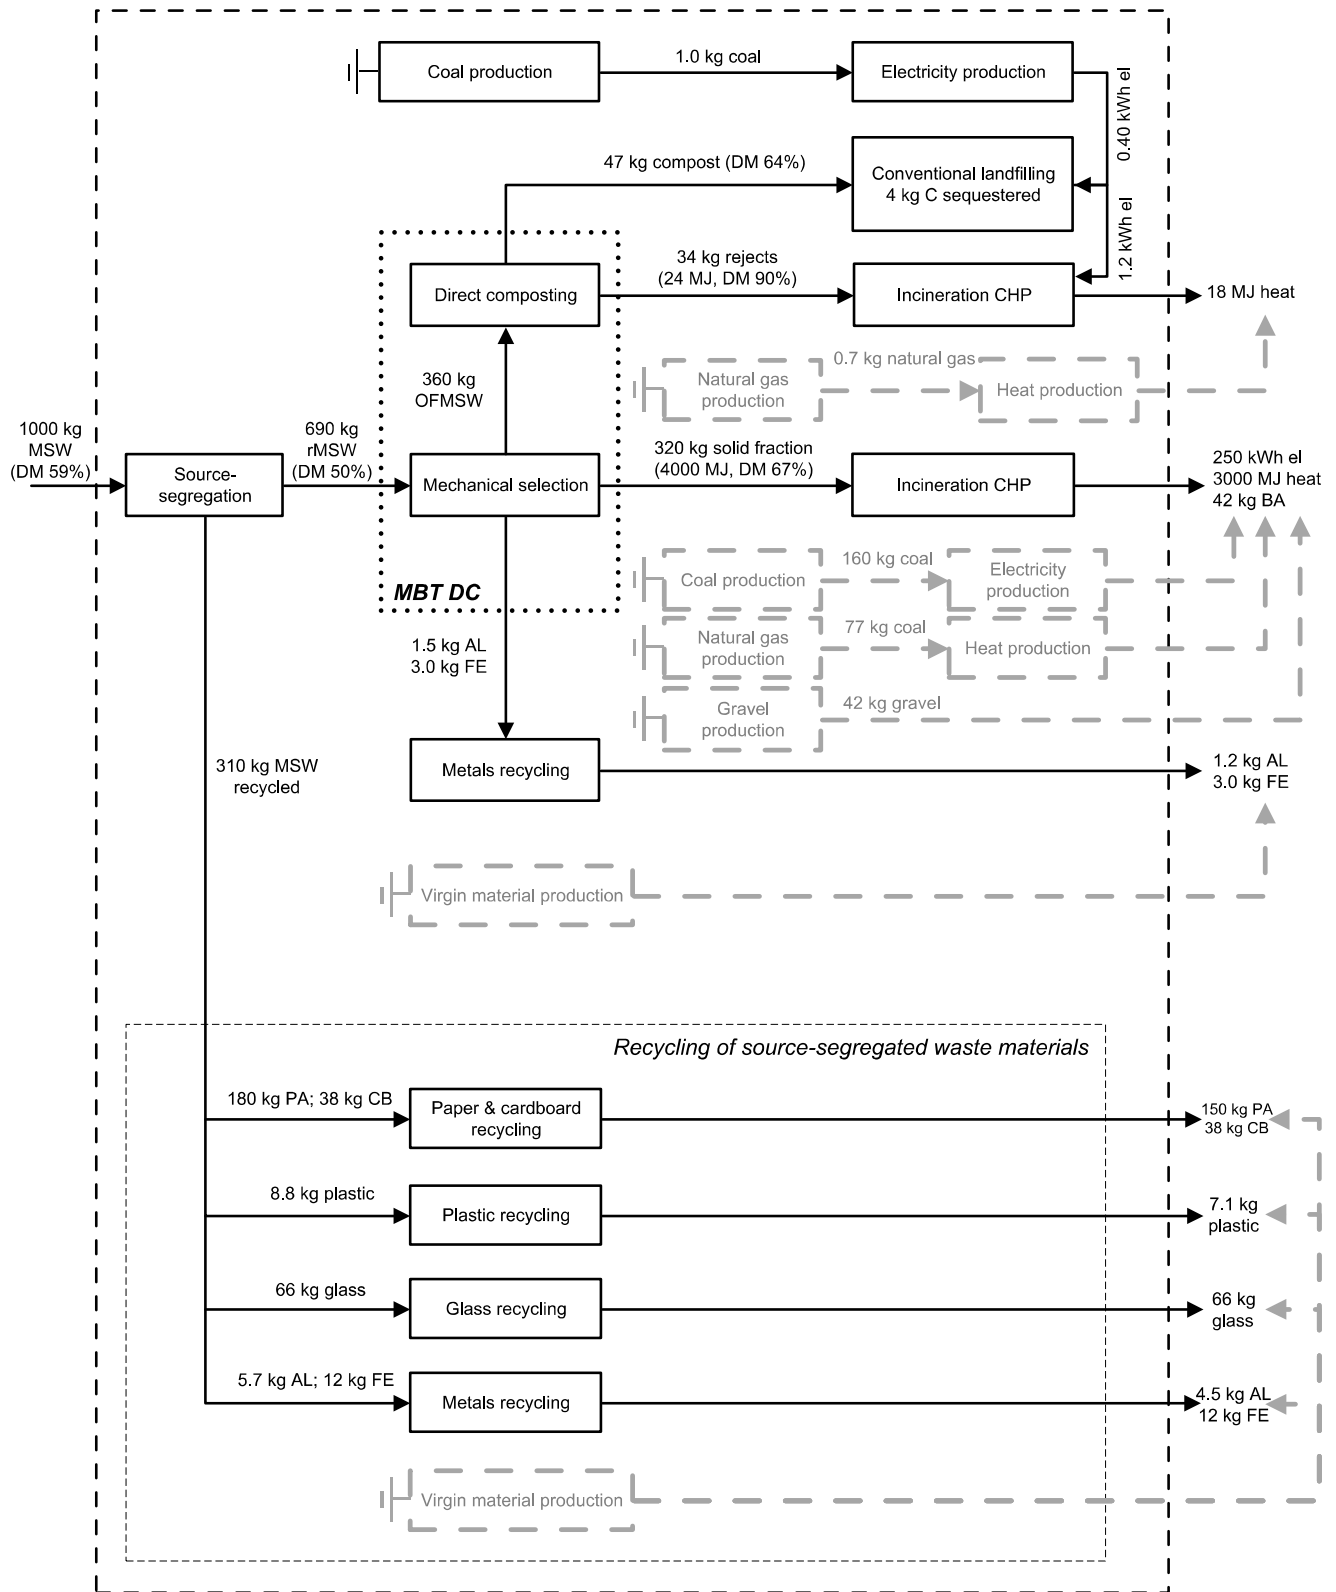 Coal production
1.0 kg coal
Electricity production
0.40 kWh el
47 kg compost (DM 64%)
Conventional landfilling
4 kg C sequestered
1.2 kWh el
Direct composting
34 kg rejects
(24 MJ, DM 90%)
Incineration CHP
18 MJ heat
Natural gas
production
0.7 kg natural gas
Heat production
360 kg
OFMSW
1000 kg
MSW
(DM 59%)
Source-
segregation
690 kg
rMSW
(DM 50%)
Mechanical selection
320 kg solid fraction
(4000 MJ, DM 67%)
Incineration CHP
250 kWh el
3000 MJ heat
42 kg BA
MBT DC
Coal production
160 kg coal
Electricity
production
Natural gas
production
77 kg coal
Heat production
Gravel
production
42 kg gravel
1.5 kg AL
3.0 kg FE
Metals recycling
1.2 kg AL
3.0 kg FE
310 kg MSW
recycled
Virgin material production
Recycling of source-segregated waste materials
180 kg PA; 38 kg CB
Paper & cardboard
recycling
150 kg PA
38 kg CB
8.8 kg plastic
Plastic recycling
7.1 kg
plastic
66 kg glass
Glass recycling
66 kg
glass
5.7 kg AL; 12 kg FE
Metals recycling
4.5 kg AL
12 kg FE
Virgin material production